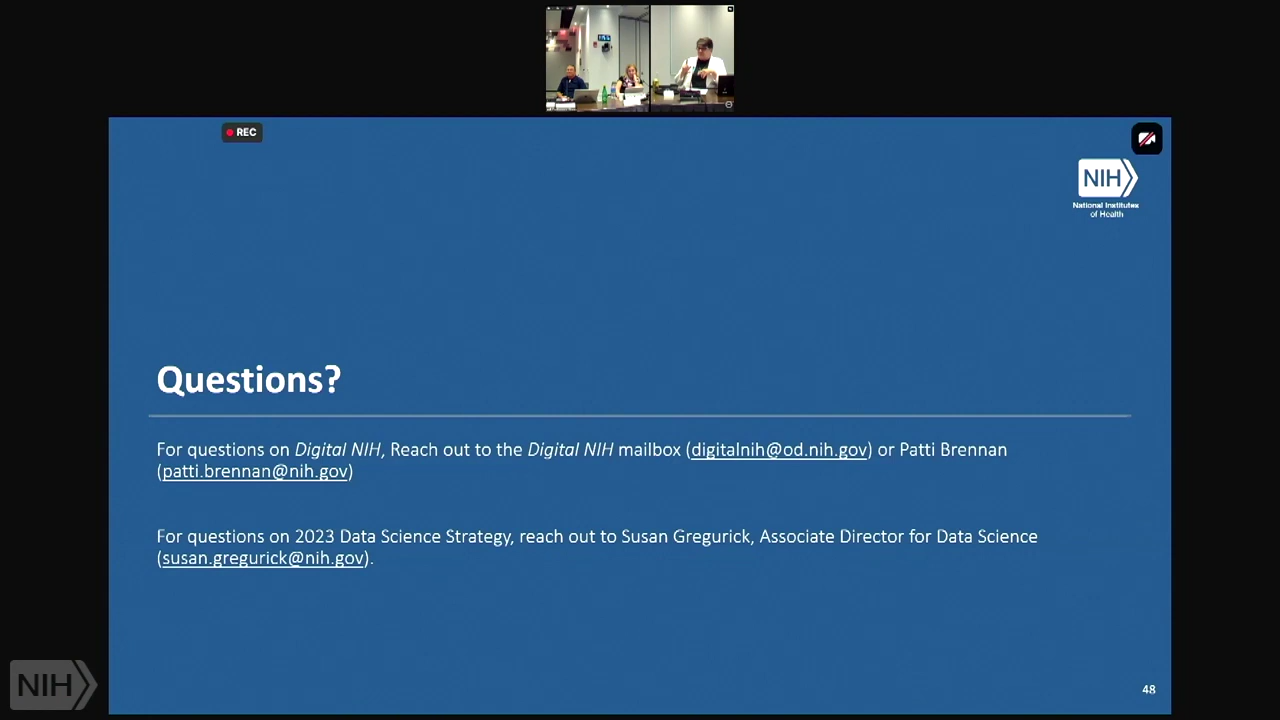 REC
NIH
National Institutes
of Health
Questions?
For questions on Digital NIH, Reach out to the Digital NIH mailbox (digitalnih@od.nih.gov) or Patti Brennan
(patti.brennan@nih.gov)
For questions on 2023 Data Science Strategy, reach out to Susan Gregurick, Associate Director for Data Science
(susan.gregurick@nih.gov).
NIH
48